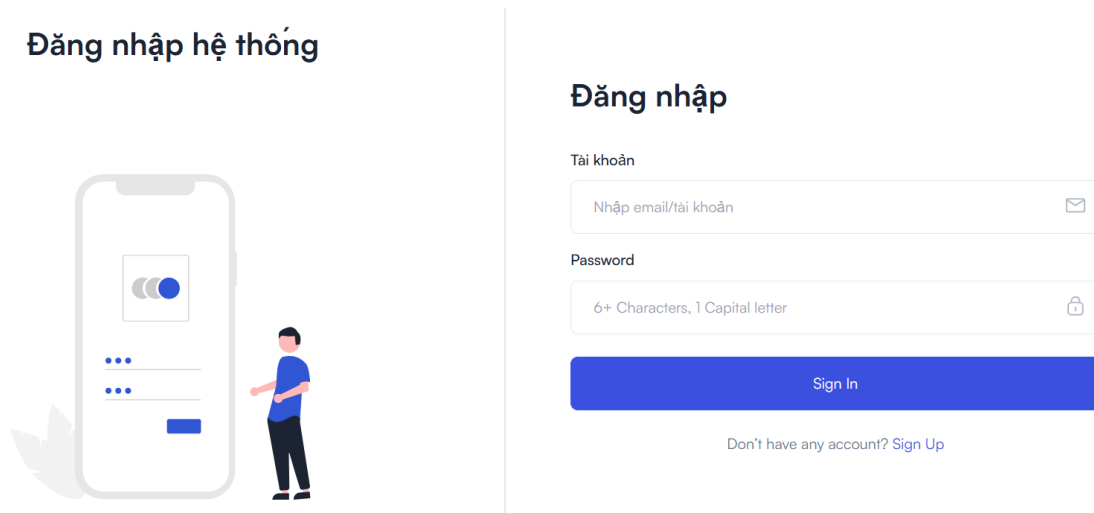 Đăng nhập hệ thống
Đăng nhập
Tài khoản
Nhập email/tài khoản
Password
6+ Characters, 1 Capital letter
Sign In
Don't have any account? Sign Up